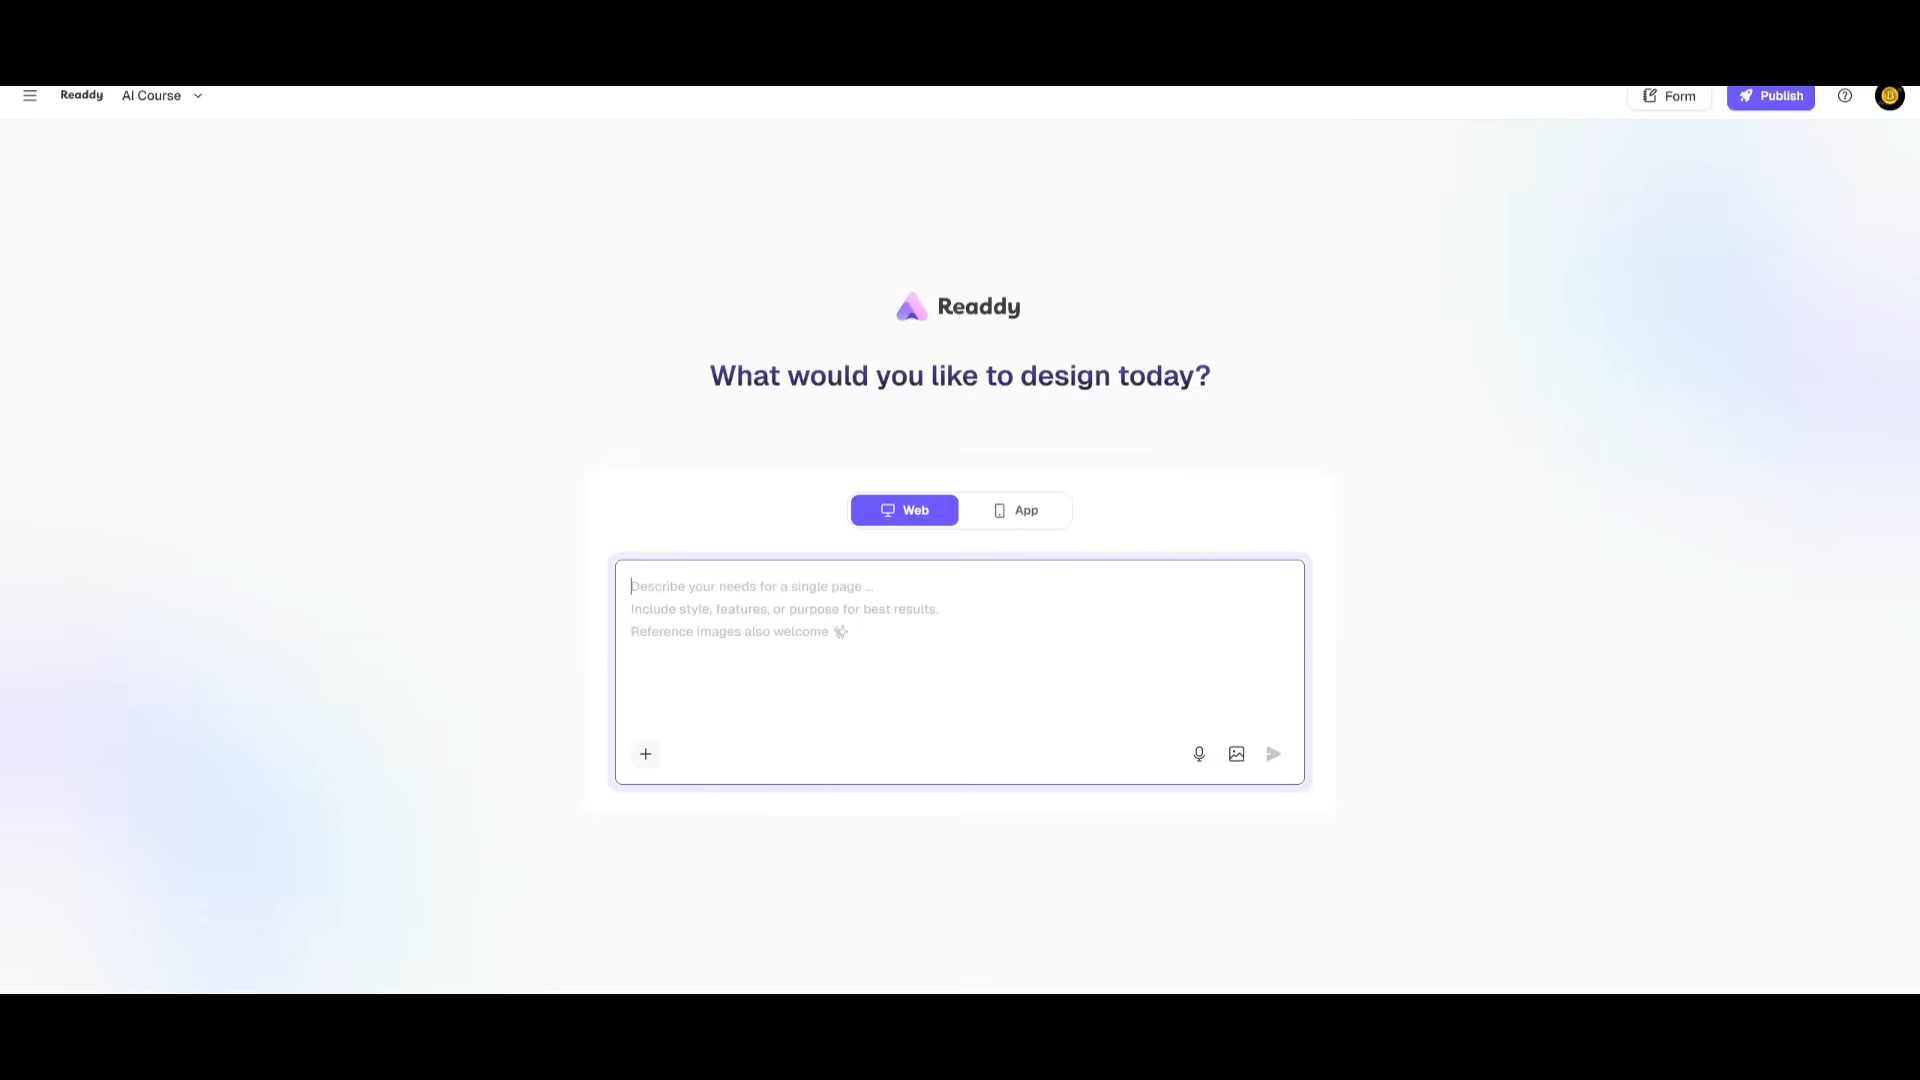 Readdy AI Course Form Publish
Readdy
What would you like to design today?
Web App
Describe your needs for a single page ...
Include style, features, or purpose for best results.
Reference images also welcome